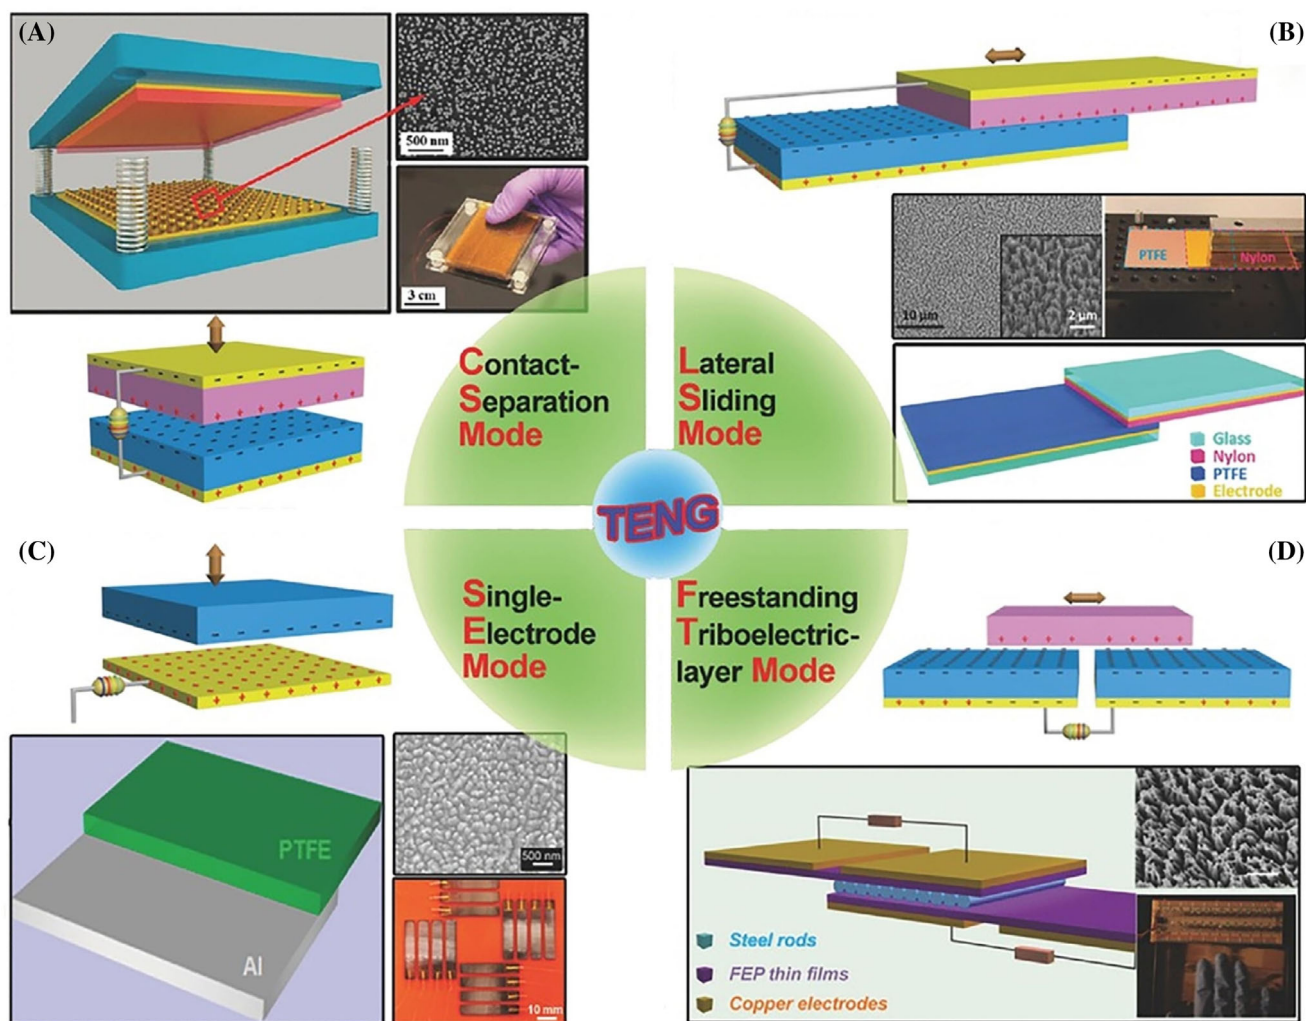 (A)
500 nm
3 cm
(B)
PTFE
Nylon
10 μm
2 μm
Glass
Nylon
PTFE
Electrode
Contact-
Separation
Mode
Lateral
Sliding
Mode
TENG
Single-
Electrode
Mode
Freestanding
Triboelectric-
layer Mode
(C)
PTFE
Al
500 nm
10 mm
(D)
Steel rods
FEP thin films
Copper electrodes